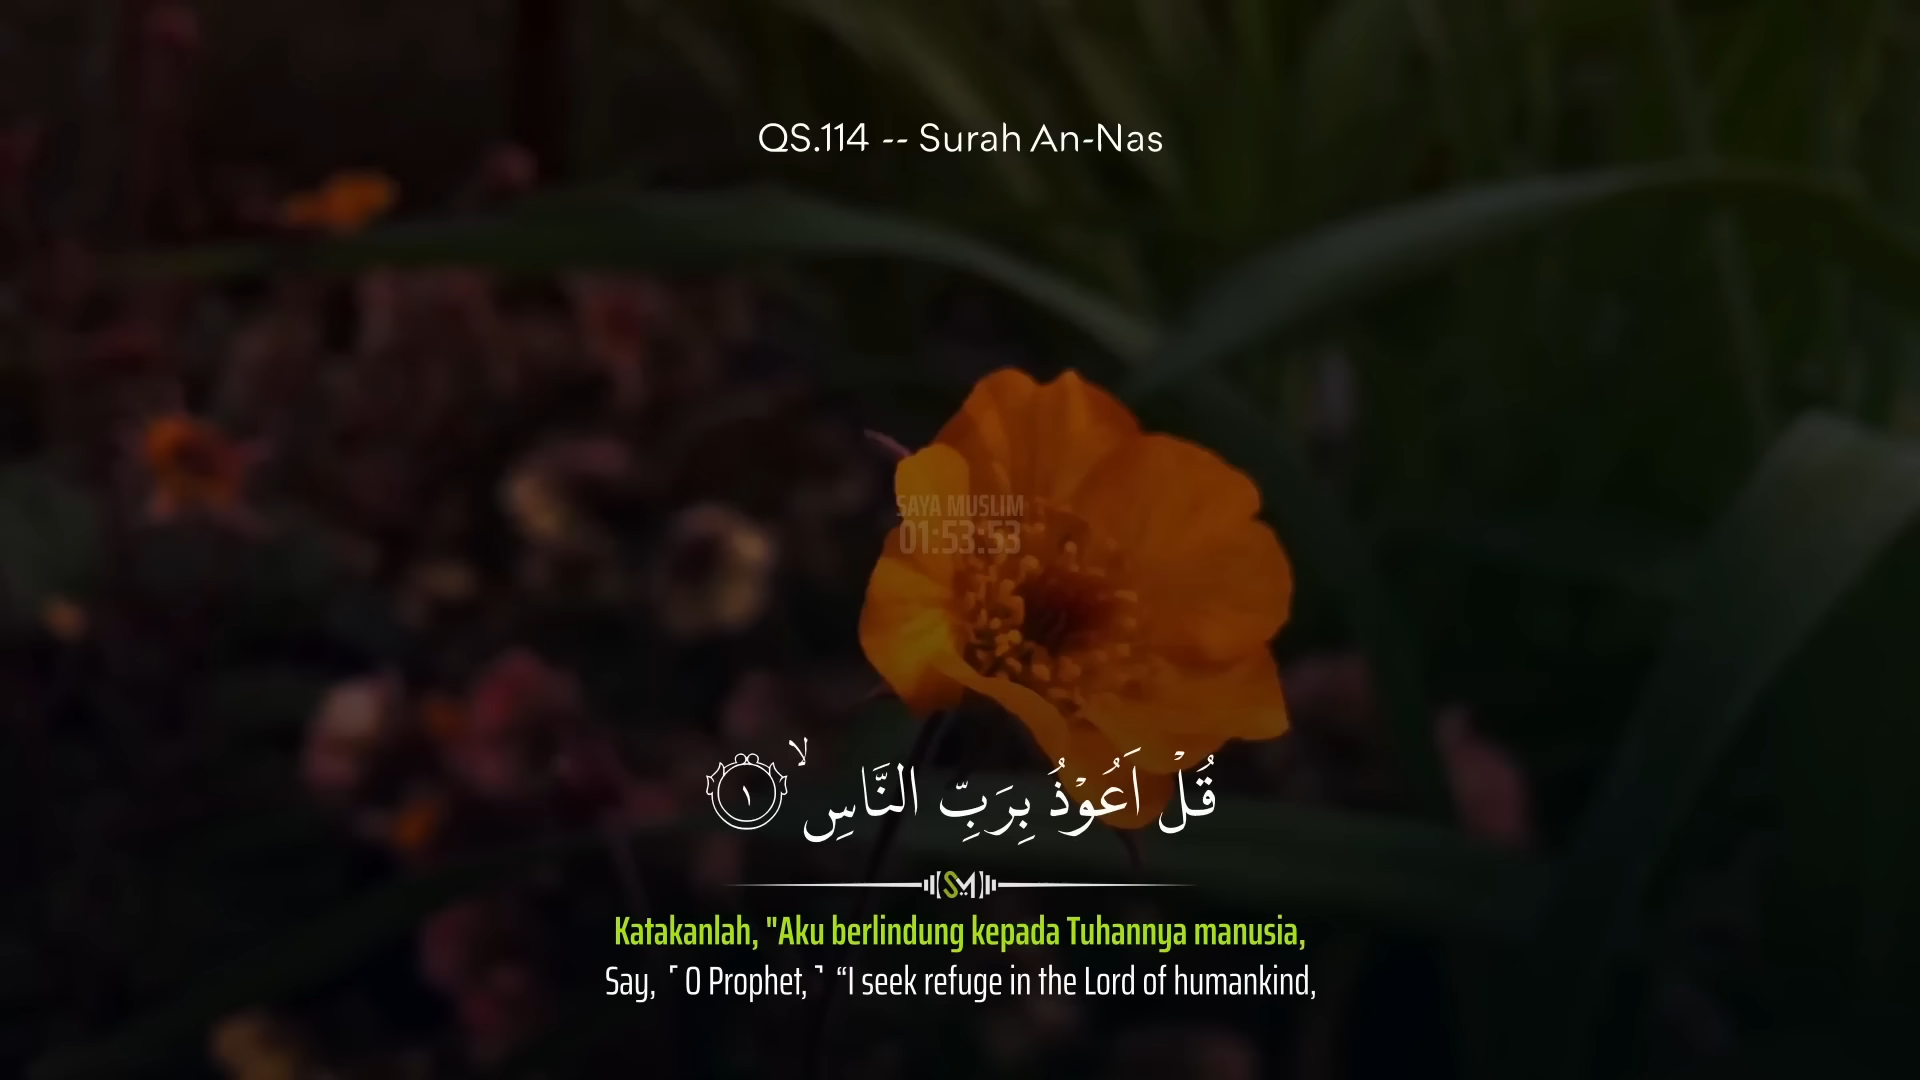 QS.114 -- Surah An-Nas
SAYA MUSLIM
01:53:53
قُلْ اَعُوْذُ بِرَبِّ النَّاسِۙ ١
SM
Katakanlah, "Aku berlindung kepada Tuhannya manusia,
Say, ˹O Prophet,˺ “I seek refuge in the Lord of humankind,